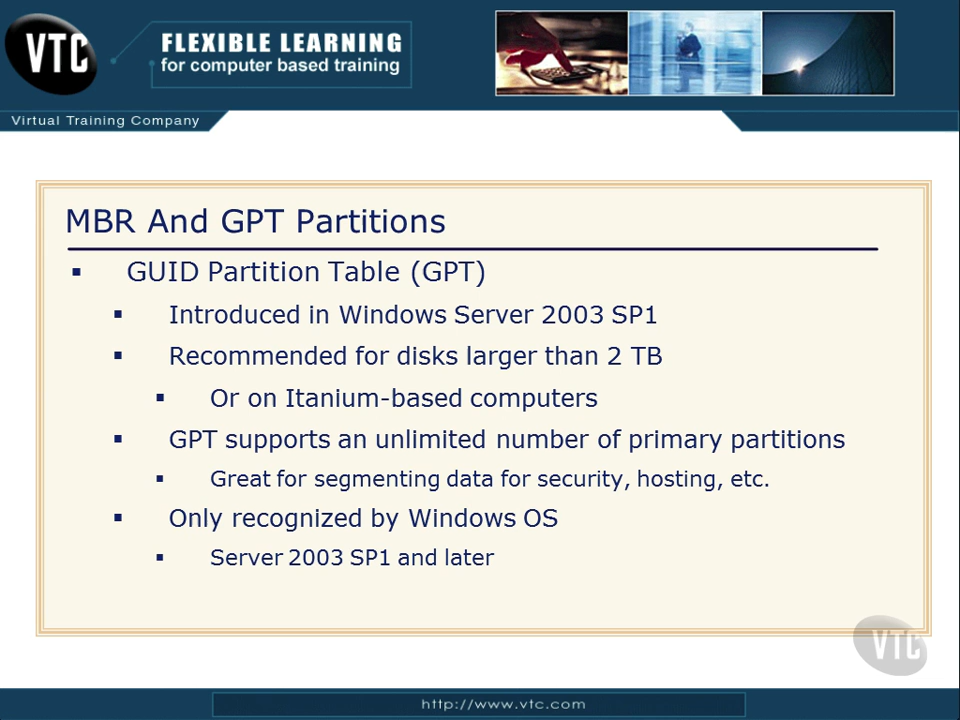 VTC
FLEXIBLE LEARNING
for computer based training
Virtual Training Company
MBR And GPT Partitions
▪ GUID Partition Table (GPT)
▪ Introduced in Windows Server 2003 SP1
▪ Recommended for disks larger than 2 TB
▪ Or on Itanium-based computers
▪ GPT supports an unlimited number of primary partitions
▪ Great for segmenting data for security, hosting, etc.
▪ Only recognized by Windows OS
▪ Server 2003 SP1 and later
VTC
http://www.vtc.com